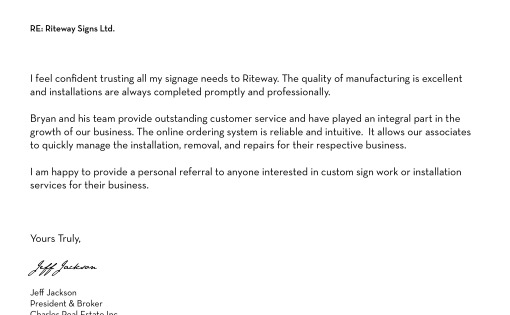 RE: Riteway Signs Ltd.
I feel confident trusting all my signage needs to Riteway. The quality of manufacturing is excellent
and installations are always completed promptly and professionally.
Bryan and his team provide outstanding customer service and have played an integral part in the
growth of our business. The online ordering system is reliable and intuitive.  It allows our associates
to quickly manage the installation, removal, and repairs for their respective business.
I am happy to provide a personal referral to anyone interested in custom sign work or installation
services for their business.
Yours Truly,
Jeff Jackson
Jeff Jackson
President & Broker
Charles Real Estate Inc.